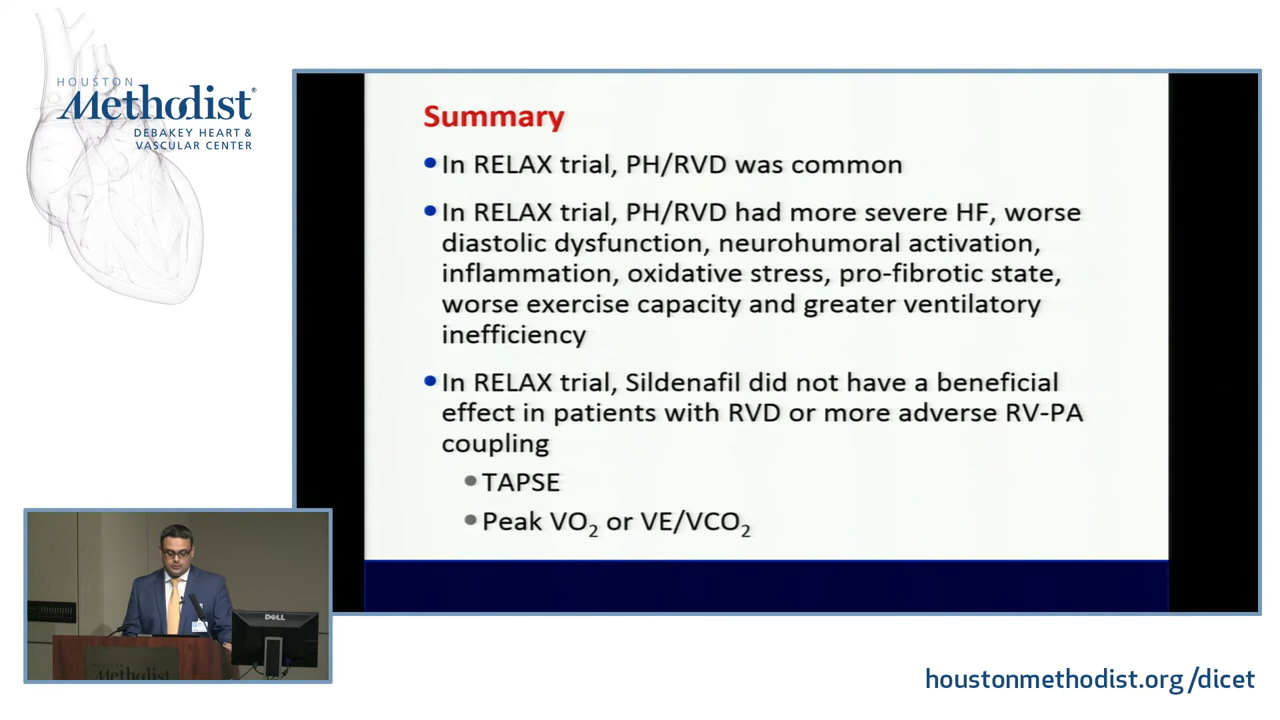 HOUSTON
Methodist®
DEBAKEY HEART &
VASCULAR CENTER
Summary
• In RELAX trial, PH/RVD was common
• In RELAX trial, PH/RVD had more severe HF, worse
diastolic dysfunction, neurohumoral activation,
inflammation, oxidative stress, pro-fibrotic state,
worse exercise capacity and greater ventilatory
inefficiency
• In RELAX trial, Sildenafil did not have a beneficial
effect in patients with RVD or more adverse RV-PA
coupling
• TAPSE
• Peak VO₂ or VE/VCO₂
DELL
Methodist
houstonmethodist.org/dicet